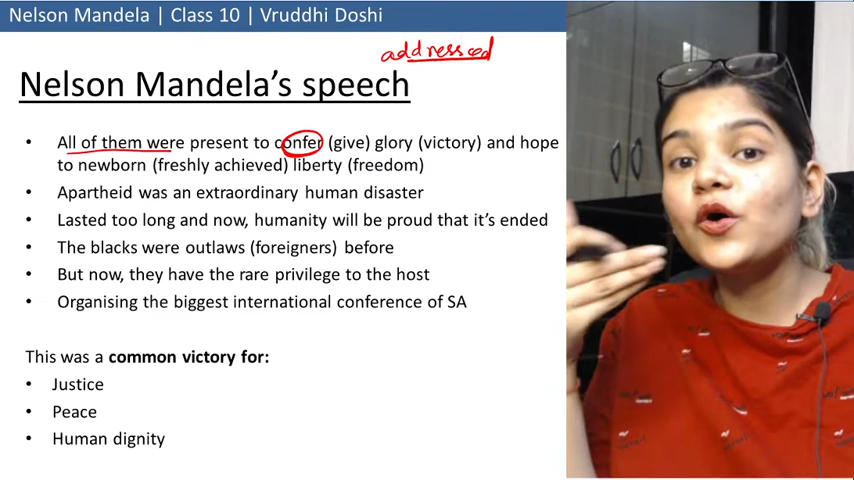 Nelson Mandela | Class 10 | Vruddhi Doshi
addressed
Nelson Mandela's speech
• All of them were present to confer (give) glory (victory) and hope
to newborn (freshly achieved) liberty (freedom)
• Apartheid was an extraordinary human disaster
• Lasted too long and now, humanity will be proud that it's ended
• The blacks were outlaws (foreigners) before
• But now, they have the rare privilege to the host
• Organising the biggest international conference of SA
This was a common victory for:
• Justice
• Peace
• Human dignity